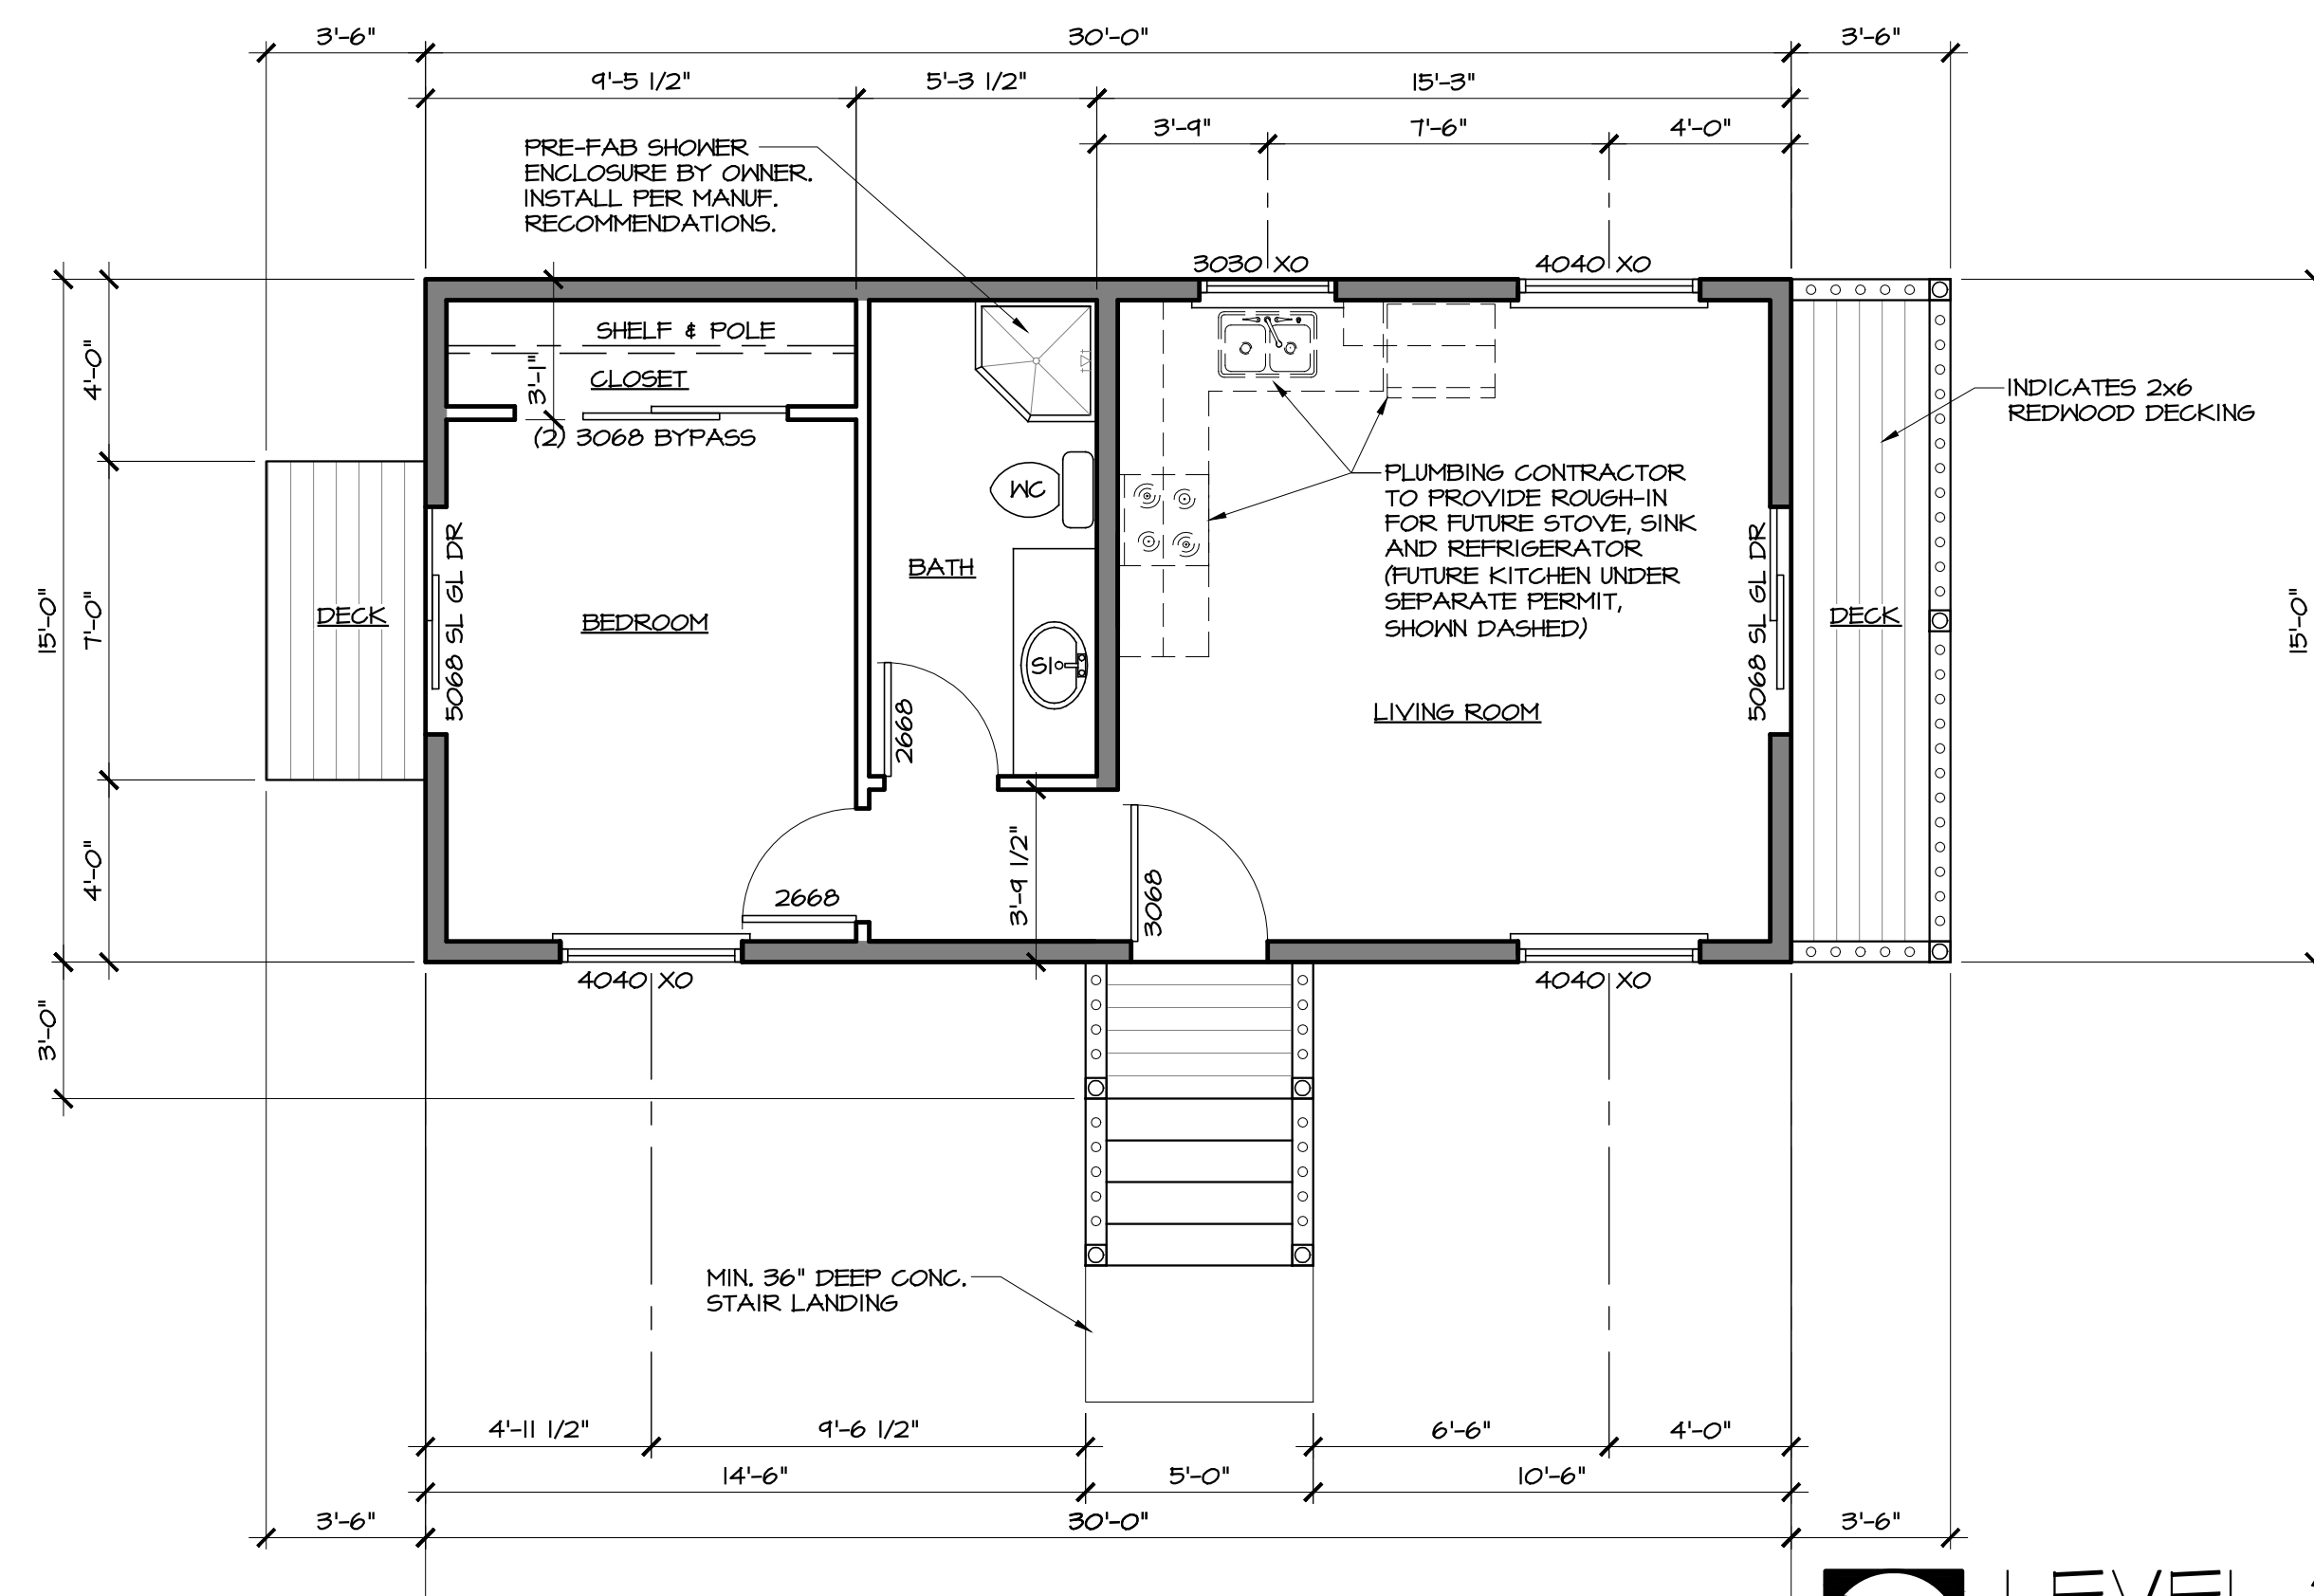 3'-6"
30'-0"
3'-6"
9'-5 1/2"
5'-3 1/2"
15'-3"
3'-9"
7'-6"
4'-0"
PRE-FAB SHOWER
ENCLOSURE BY OWNER.
INSTALL PER MANUF.
RECOMMENDATIONS.
3030 XO
4040 XO
SHELF & POLE
CLOSET
3'-1"
(2) 3068 BYPASS
4'-0"
7'-0"
15'-0"
4'-0"
3'-0"
INDICATES 2x6
REDWOOD DECKING
WC
PLUMBING CONTRACTOR
TO PROVIDE ROUGH-IN
FOR FUTURE STOVE, SINK
AND REFRIGERATOR
(FUTURE KITCHEN UNDER
SEPARATE PERMIT,
SHOWN DASHED)
DECK
5068 SL GL DR
BEDROOM
BATH
5068 SL GL DR
DECK
15'-0"
SI
2668
LIVING ROOM
2668
3'-9 1/2"
3068
4040 XO
4040 XO
MIN. 36" DEEP CONC.
STAIR LANDING
4'-11 1/2"
9'-6 1/2"
6'-6"
4'-0"
14'-6"
5'-0"
10'-6"
3'-6"
30'-0"
3'-6"